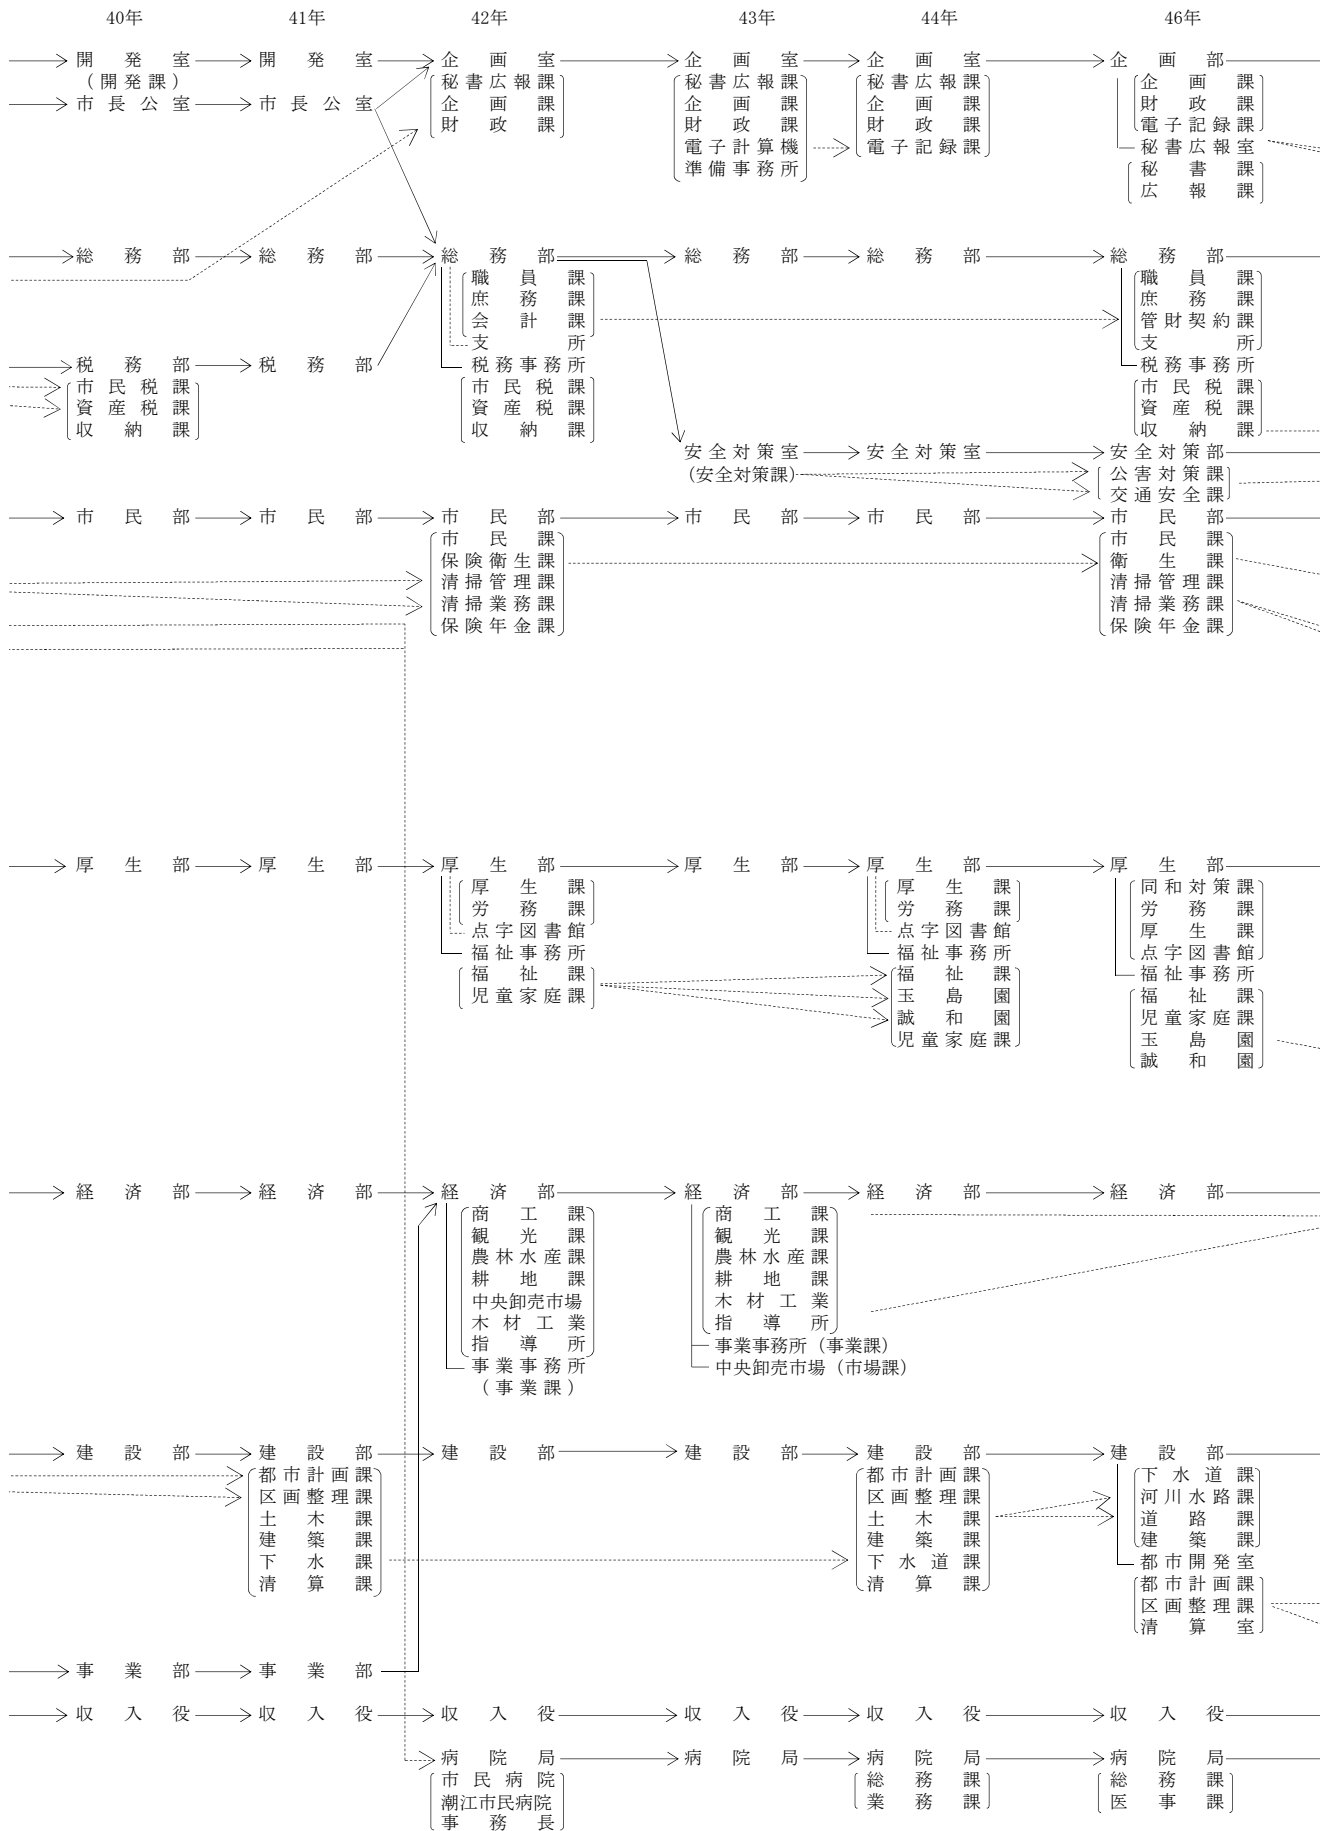 40年 41年 42年 43年 44年 46年
開発室 開発室 企画室 企画室 企画室 企画部
(開発課) 秘書広報課 秘書広報課 秘書広報課 企画課
市長公室 市長公室 企画課 企画課 企画課 財政課
財政課 財政課 財政課 電子記録課
電子計算機 電子記録課 秘書広報室
準備事務所 秘書課
広報課
総務部 総務部 総務部 総務部 総務部 総務部
職員課 職員課
庶務課 庶務課
会計課 管財契約課
支所 支所
税務部 税務部 税務事務所 税務事務所
市民税課 市民税課 市民税課
資産税課 資産税課 資産税課
収納課 収納課 収納課
安全対策室 安全対策室 安全対策部
(安全対策課) 公害対策課
交通安全課
市民部 市民部 市民部 市民部 市民部 市民部
市民課 市民課
保険衛生課 衛生課
清掃管理課 清掃管理課
清掃業務課 清掃業務課
保険年金課 保険年金課
厚生部 厚生部 厚生部 厚生部 厚生部 厚生部
厚生課 厚生課 同和対策課
労務課 労務課 労務課
点字図書館 点字図書館 厚生課
福祉事務所 福祉事務所 点字図書館
福祉課 福祉課 福祉事務所
児童家庭課 玉島園 福祉課
誠和園 児童家庭課
児童家庭課 玉島園
誠和園
経済部 経済部 経済部 経済部 経済部 経済部
商工課 商工課
観光課 観光課
農林水産課 農林水産課
耕地課 耕地課
中央卸売市場 木材工業
木材工業 指導所
指導所 事業事務所(事業課)
事業事務所 中央卸売市場(市場課)
(事業課)
建設部 建設部 建設部 建設部 建設部 建設部
都市計画課 都市計画課 下水道課
区画整理課 区画整理課 河川水路課
土木課 土木課 道路課
建築課 建築課 建築課
下水課 下水道課 都市開発室
清算課 清算課 都市計画課
区画整理課
清算室
事業部 事業部
収入役 収入役 収入役 収入役 収入役 収入役
病院局 病院局 病院局 病院局
市民病院 総務課 総務課
潮江市民病院 業務課 医事課
事務長